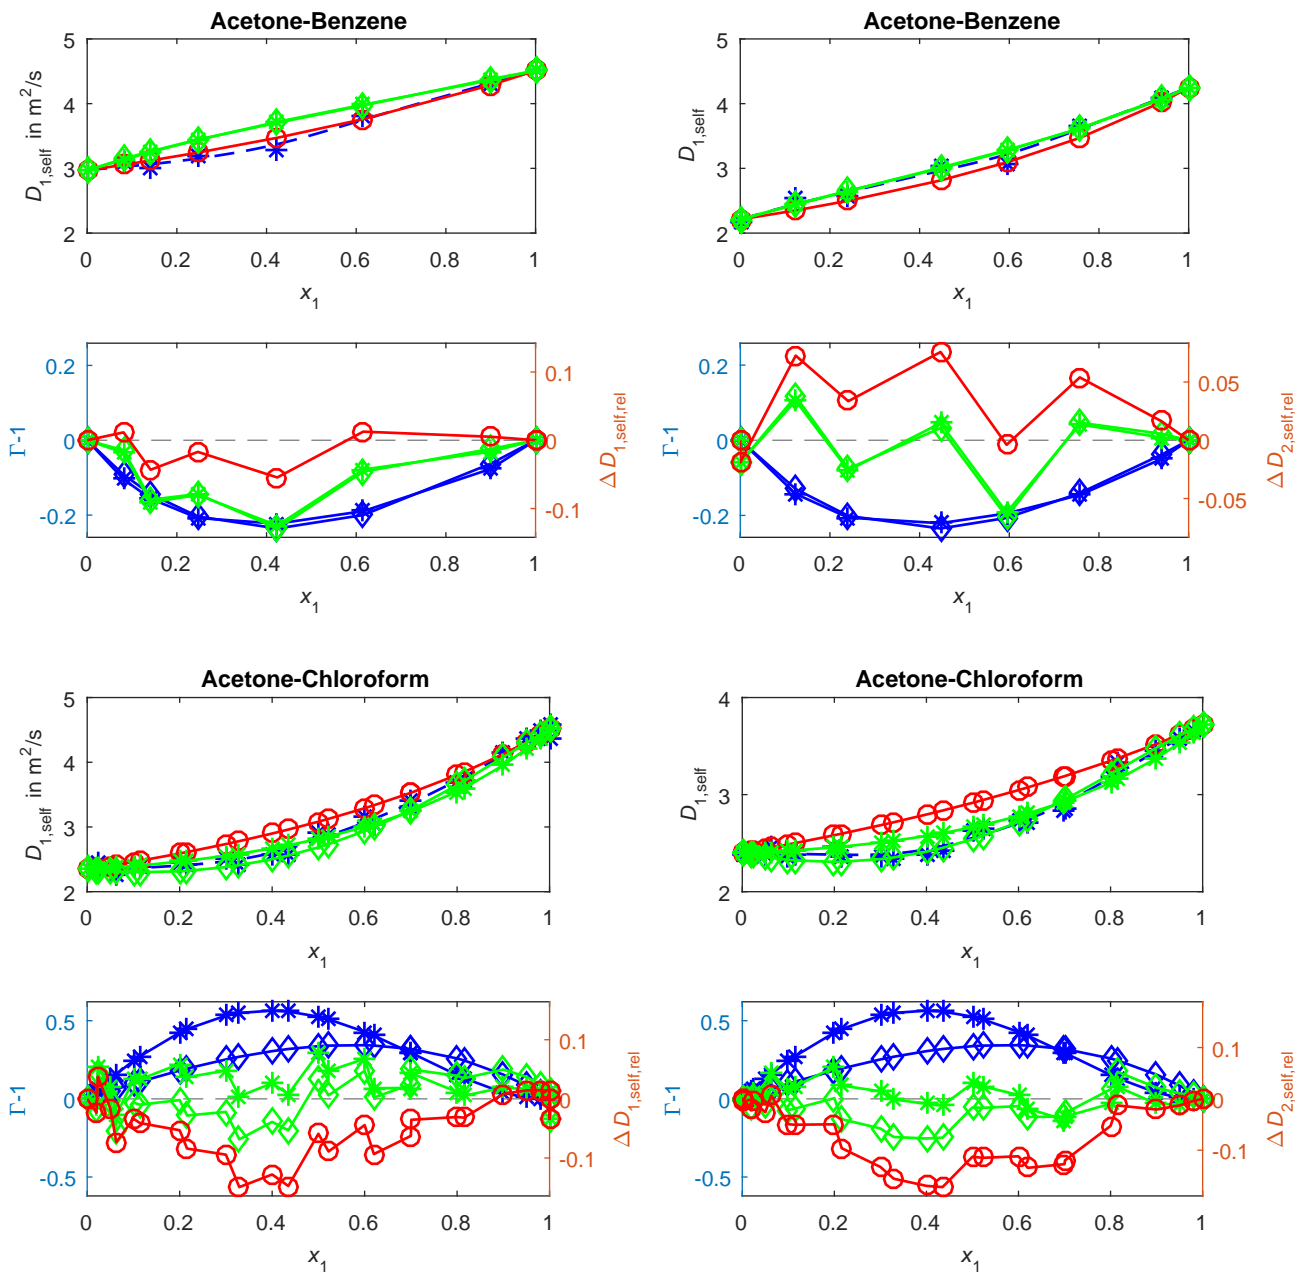 Acetone-Benzene
5
4
3
2
D1,self in m2/s
0 0.2 0.4 0.6 0.8 1
x1
Acetone-Benzene
5
4
3
2
D1,self
0 0.2 0.4 0.6 0.8 1
x1
0.2
0
-0.2
Γ-1
0.1
0
-0.1
Δ D1,self,rel
0 0.2 0.4 0.6 0.8 1
x1
0.2
0
-0.2
Γ-1
0.05
0
-0.05
Δ D2,self,rel
0 0.2 0.4 0.6 0.8 1
x1
Acetone-Chloroform
5
4
3
2
D1,self in m2/s
0 0.2 0.4 0.6 0.8 1
x1
Acetone-Chloroform
4
3
2
D1,self
0 0.2 0.4 0.6 0.8 1
x1
0.5
0
-0.5
Γ-1
0.1
0
-0.1
Δ D1,self,rel
0 0.2 0.4 0.6 0.8 1
x1
0.5
0
-0.5
Γ-1
0.1
0
-0.1
Δ D2,self,rel
0 0.2 0.4 0.6 0.8 1
x1